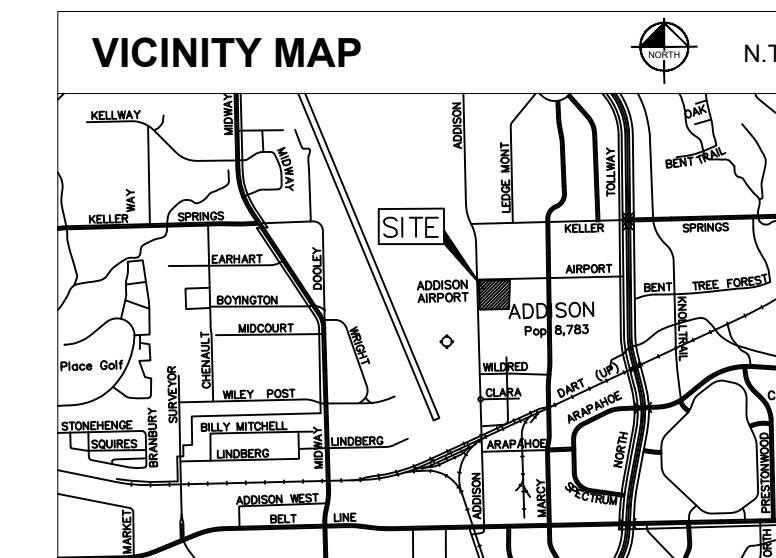 VICINITY MAP
NORTH
N.T
KELLWAY
MIDWAY
MIDWAY
WAY
KELLER SPRINGS
ADDISON
LEDGE MONT
TOLLWAY
OAK
BENT TRAIL
SITE
KELLER SPRINGS
EARHART
DOOLEY
ADDISON
AIRPORT
AIRPORT
BENT TREE FOREST
BOYINGTON
ADDISON
Pop. 8,783
MIDCOURT
CHENAULT
WRIGHT
KNOLL TRAIL
Place Golf
WILDRED
SURVEYOR
WILEY POST
CLARA
DART (UP)
ARAPAHOE
STONEHENGE
BRANBURY
BILLY MITCHELL
SQUIRES
LINDBERG
MIDWAY
LINDBERG
ARAPAHOE
NORTH
PRESTONWOOD
C
ADDISON
MARCY
SPECTRUM
ADDISON WEST
MARKET
BELT LINE
ORTH